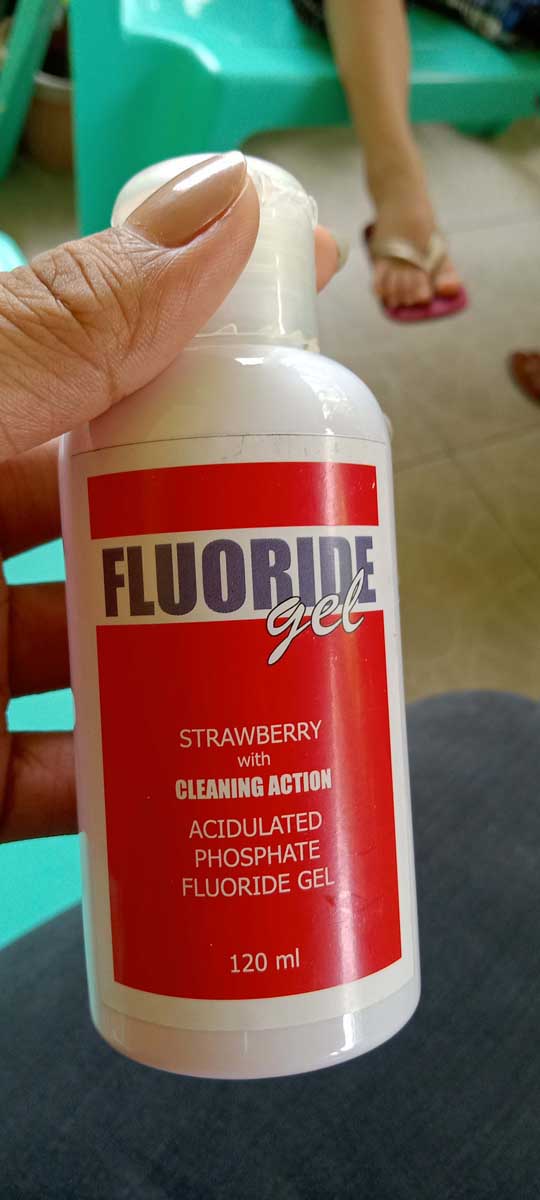 FLUORIDE
gel
STRAWBERRY
with
CLEANING ACTION
ACIDULATED
PHOSPHATE
FLUORIDE GEL
120 ml